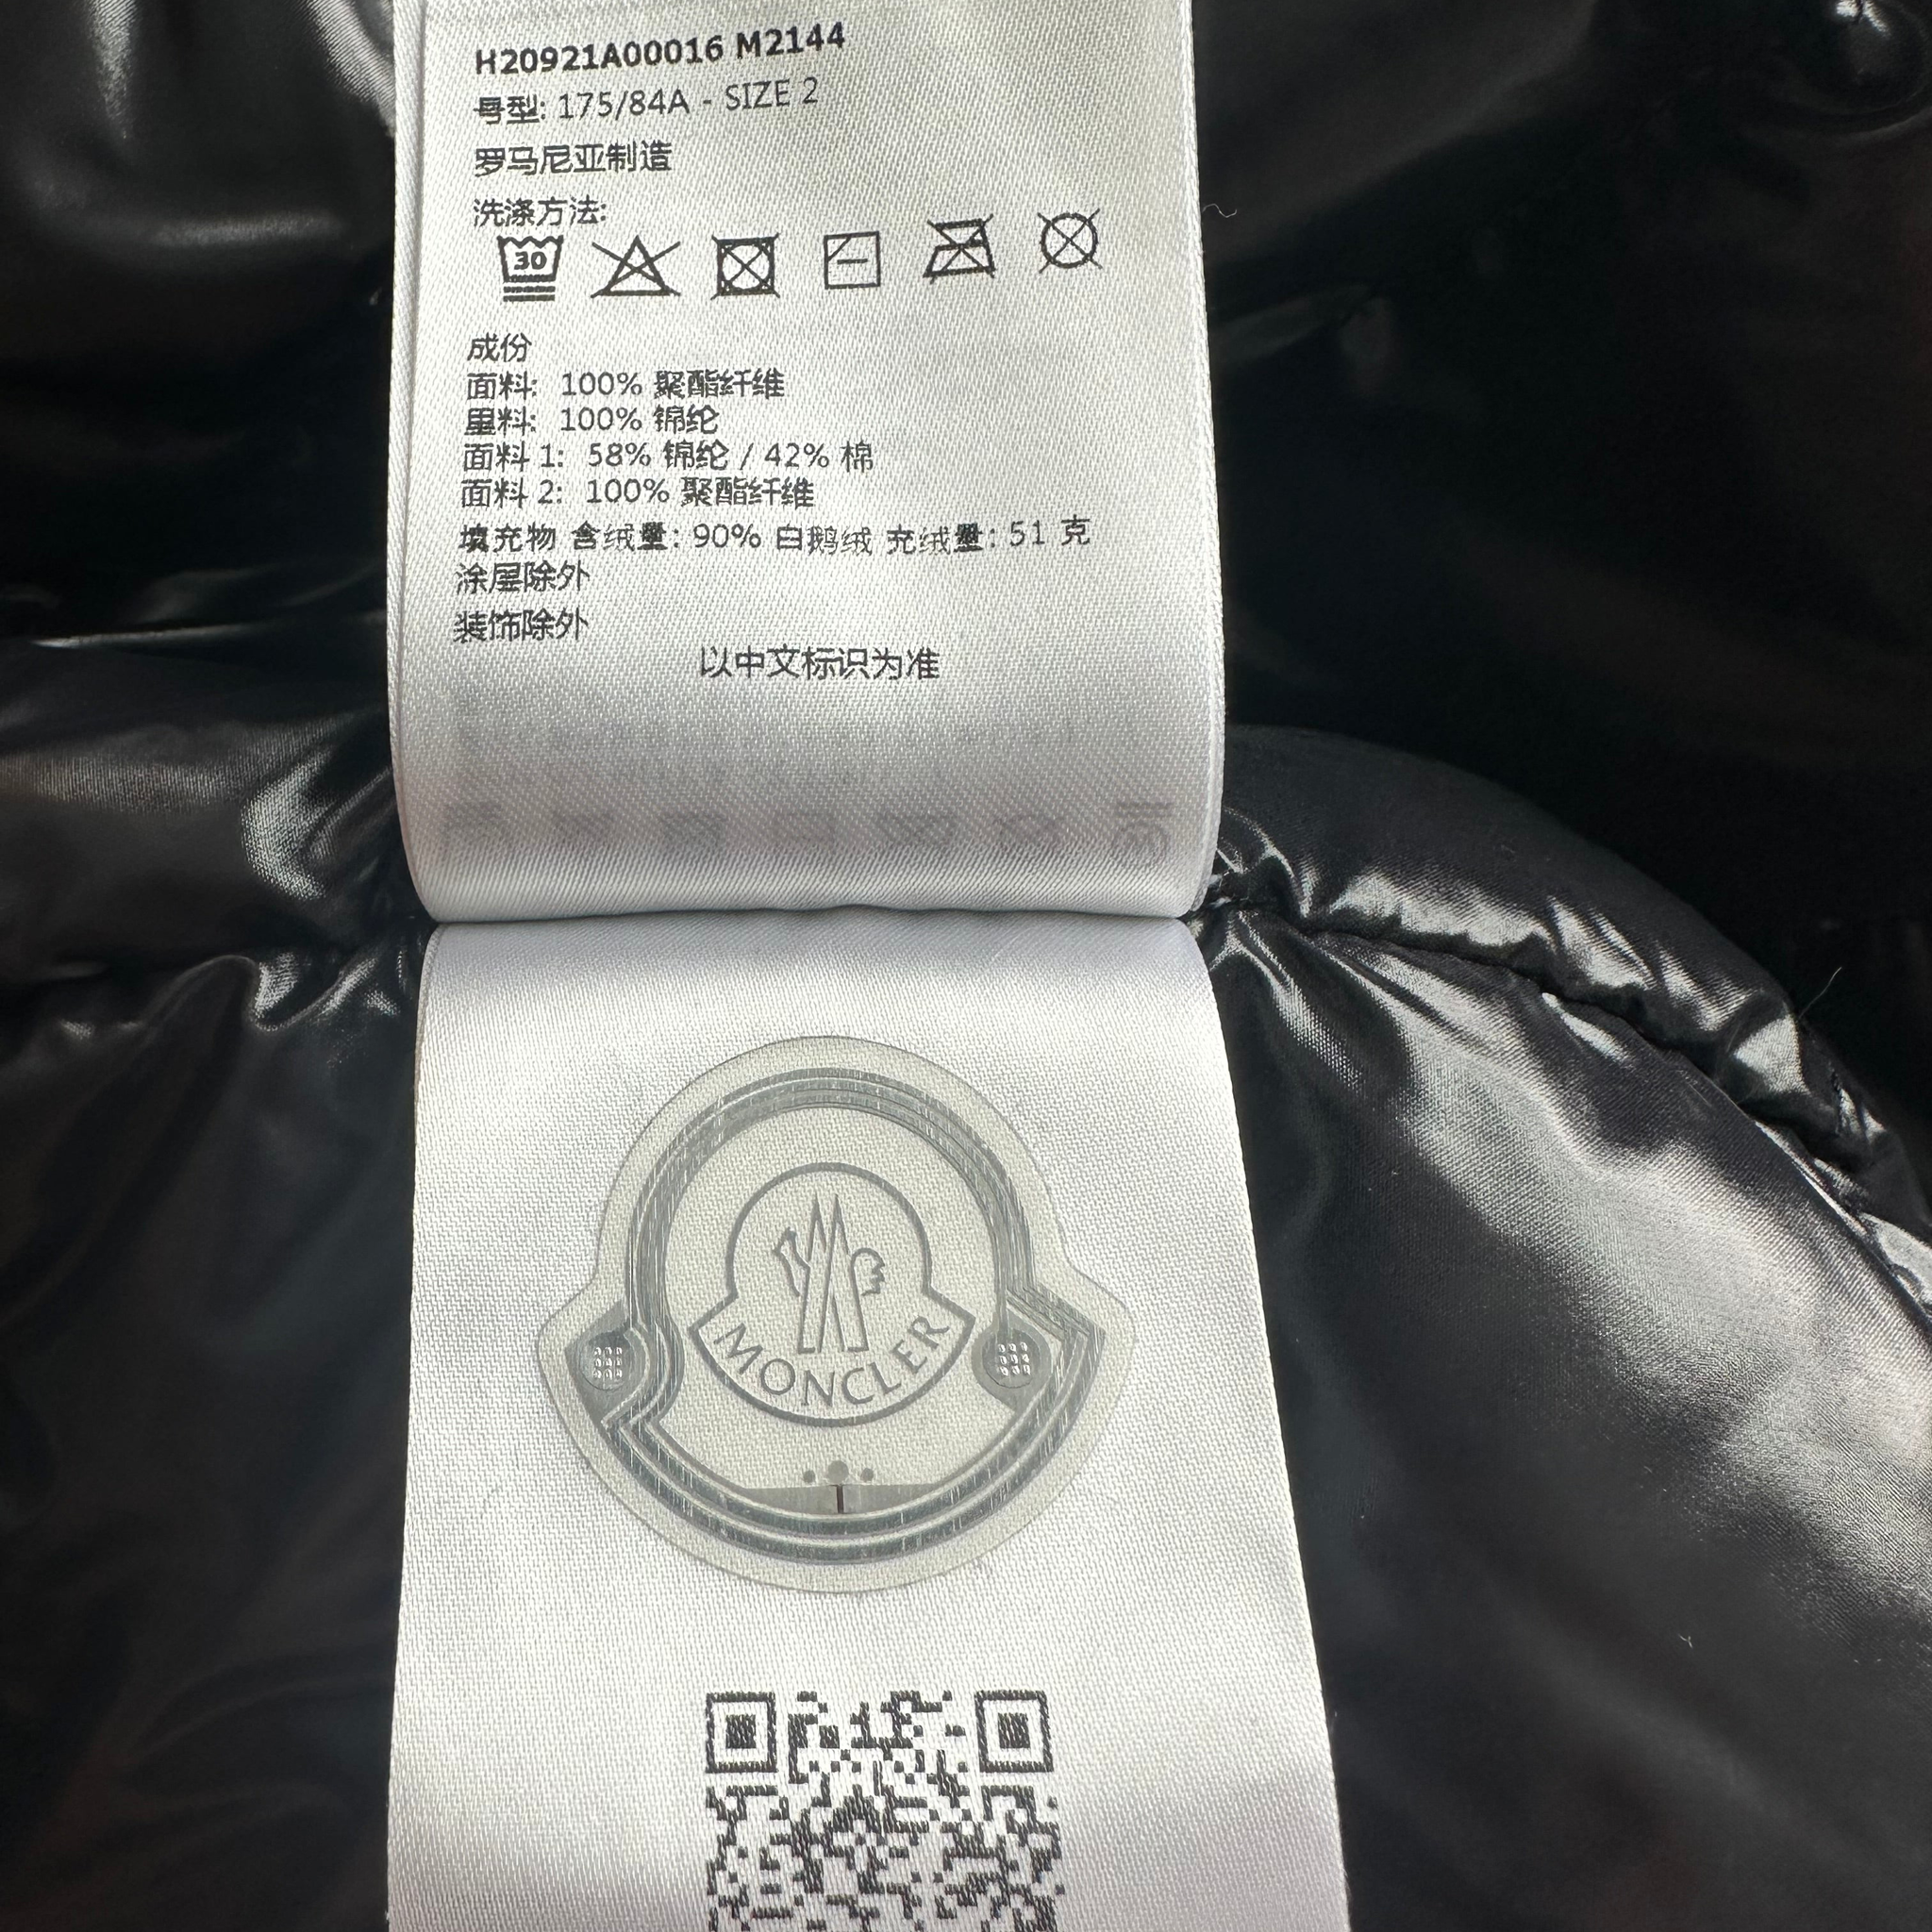 H20921A00016 M2144
号型: 175/84A - SIZE 2
罗马尼亚制造
洗涤方法:
30
成份
面料: 100% 聚酯纤维
里料: 100% 锦纶
面料 1: 58% 锦纶 / 42% 棉
面料 2: 100% 聚酯纤维
填充物 含绒量: 90% 白鹅绒 充绒量: 51 克
涂层除外
装饰除外
以中文标识为准
MONCLER